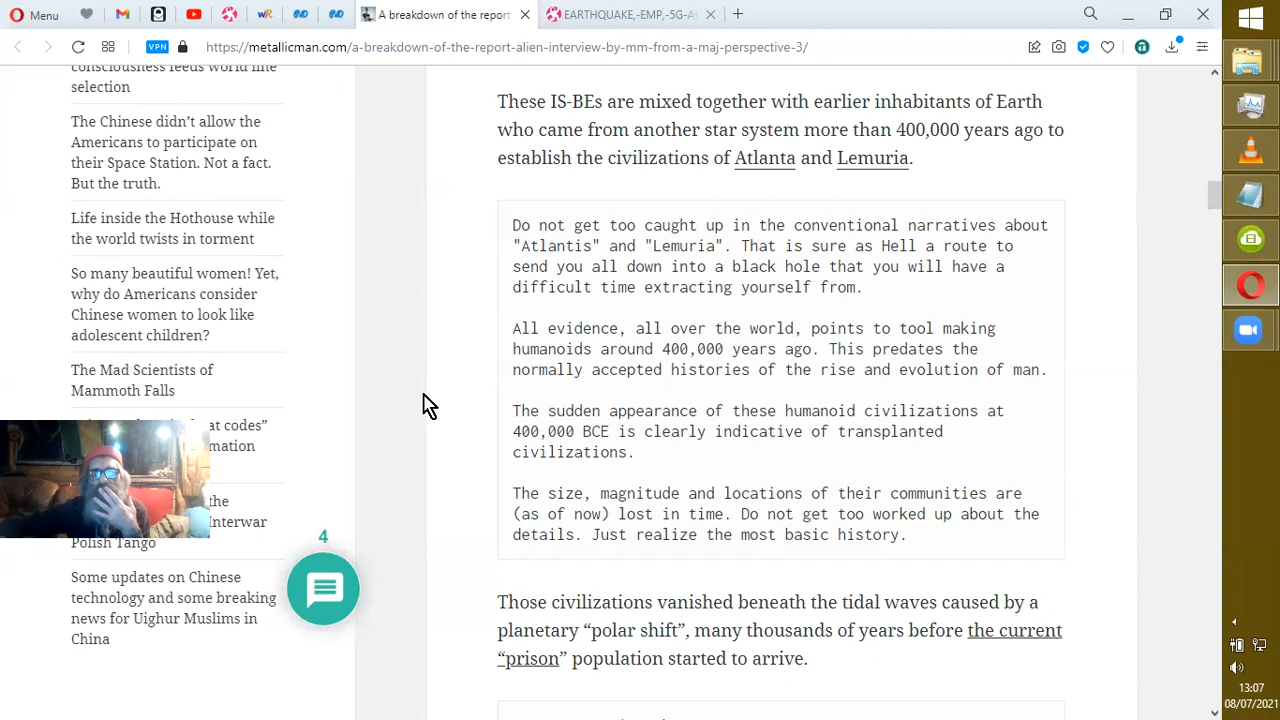 Menu
A breakdown of the report
EARTHQUAKE,-EMP,-5G-A
VPN
https://metallicman.com/a-breakdown-of-the-report-alien-interview-by-mm-from-a-maj-perspective-3/
consciousness feeds world line
selection
The Chinese didn’t allow the
Americans to participate on
their Space Station. Not a fact.
But the truth.
Life inside the Hothouse while
the world twists in torment
So many beautiful women! Yet,
why do Americans consider
Chinese women to look like
adolescent children?
The Mad Scientists of
Mammoth Falls
at codes”
mation
the
Interwar
Polish Tango
Some updates on Chinese
technology and some breaking
news for Uighur Muslims in
China
4
These IS-BEs are mixed together with earlier inhabitants of Earth
who came from another star system more than 400,000 years ago to
establish the civilizations of Atlanta and Lemuria.
Do not get too caught up in the conventional narratives about
"Atlantis" and "Lemuria". That is sure as Hell a route to
send you all down into a black hole that you will have a
difficult time extracting yourself from.
All evidence, all over the world, points to tool making
humanoids around 400,000 years ago. This predates the
normally accepted histories of the rise and evolution of man.
The sudden appearance of these humanoid civilizations at
400,000 BCE is clearly indicative of transplanted
civilizations.
The size, magnitude and locations of their communities are
(as of now) lost in time. Do not get too worked up about the
details. Just realize the most basic history.
Those civilizations vanished beneath the tidal waves caused by a
planetary “polar shift”, many thousands of years before the current
“prison” population started to arrive.
13:07
08/07/2021